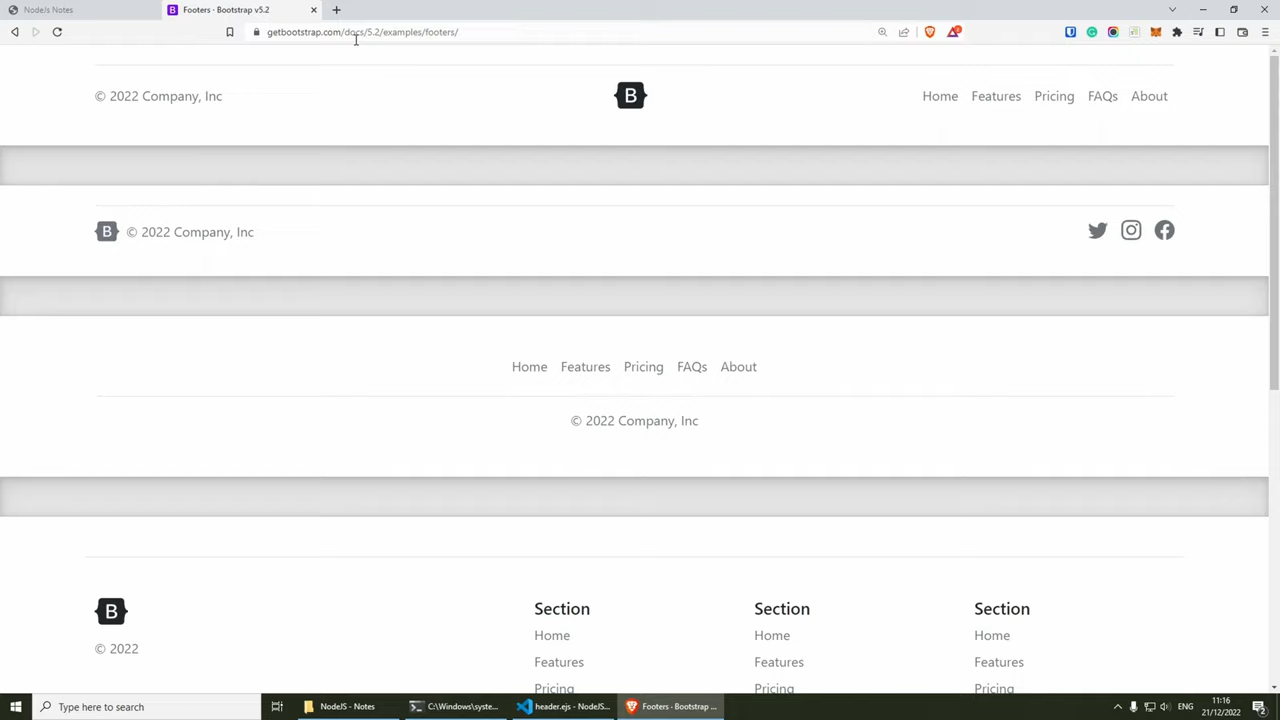 NodeJs Notes
Footers · Bootstrap v5.2
getbootstrap.com/docs/5.2/examples/footers/
© 2022 Company, Inc
B
Home Features Pricing FAQs About
B © 2022 Company, Inc
Home Features Pricing FAQs About
© 2022 Company, Inc
B
© 2022
Section
Home
Features
Pricing
Section
Home
Features
Pricing
Section
Home
Features
Pricing
Type here to search
NodeJS - Notes
C:\Windows\syste...
header.ejs - NodeJS...
Footers · Bootstrap ...
ENG
11:16
21/12/2022
2